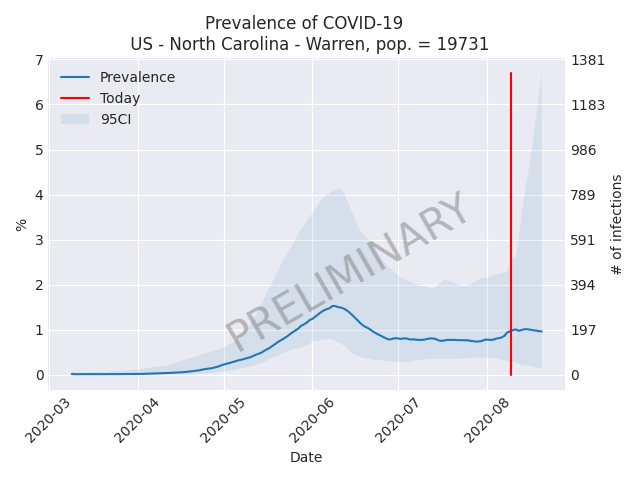 Prevalence of COVID-19
US - North Carolina - Warren, pop. = 19731
7
6
5
4
3
2
1
0
%
1381
1183
986
789
591
394
197
0
# of infections
Prevalence
Today
95CI
PRELIMINARY
2020-03
2020-04
2020-05
2020-06
2020-07
2020-08
Date